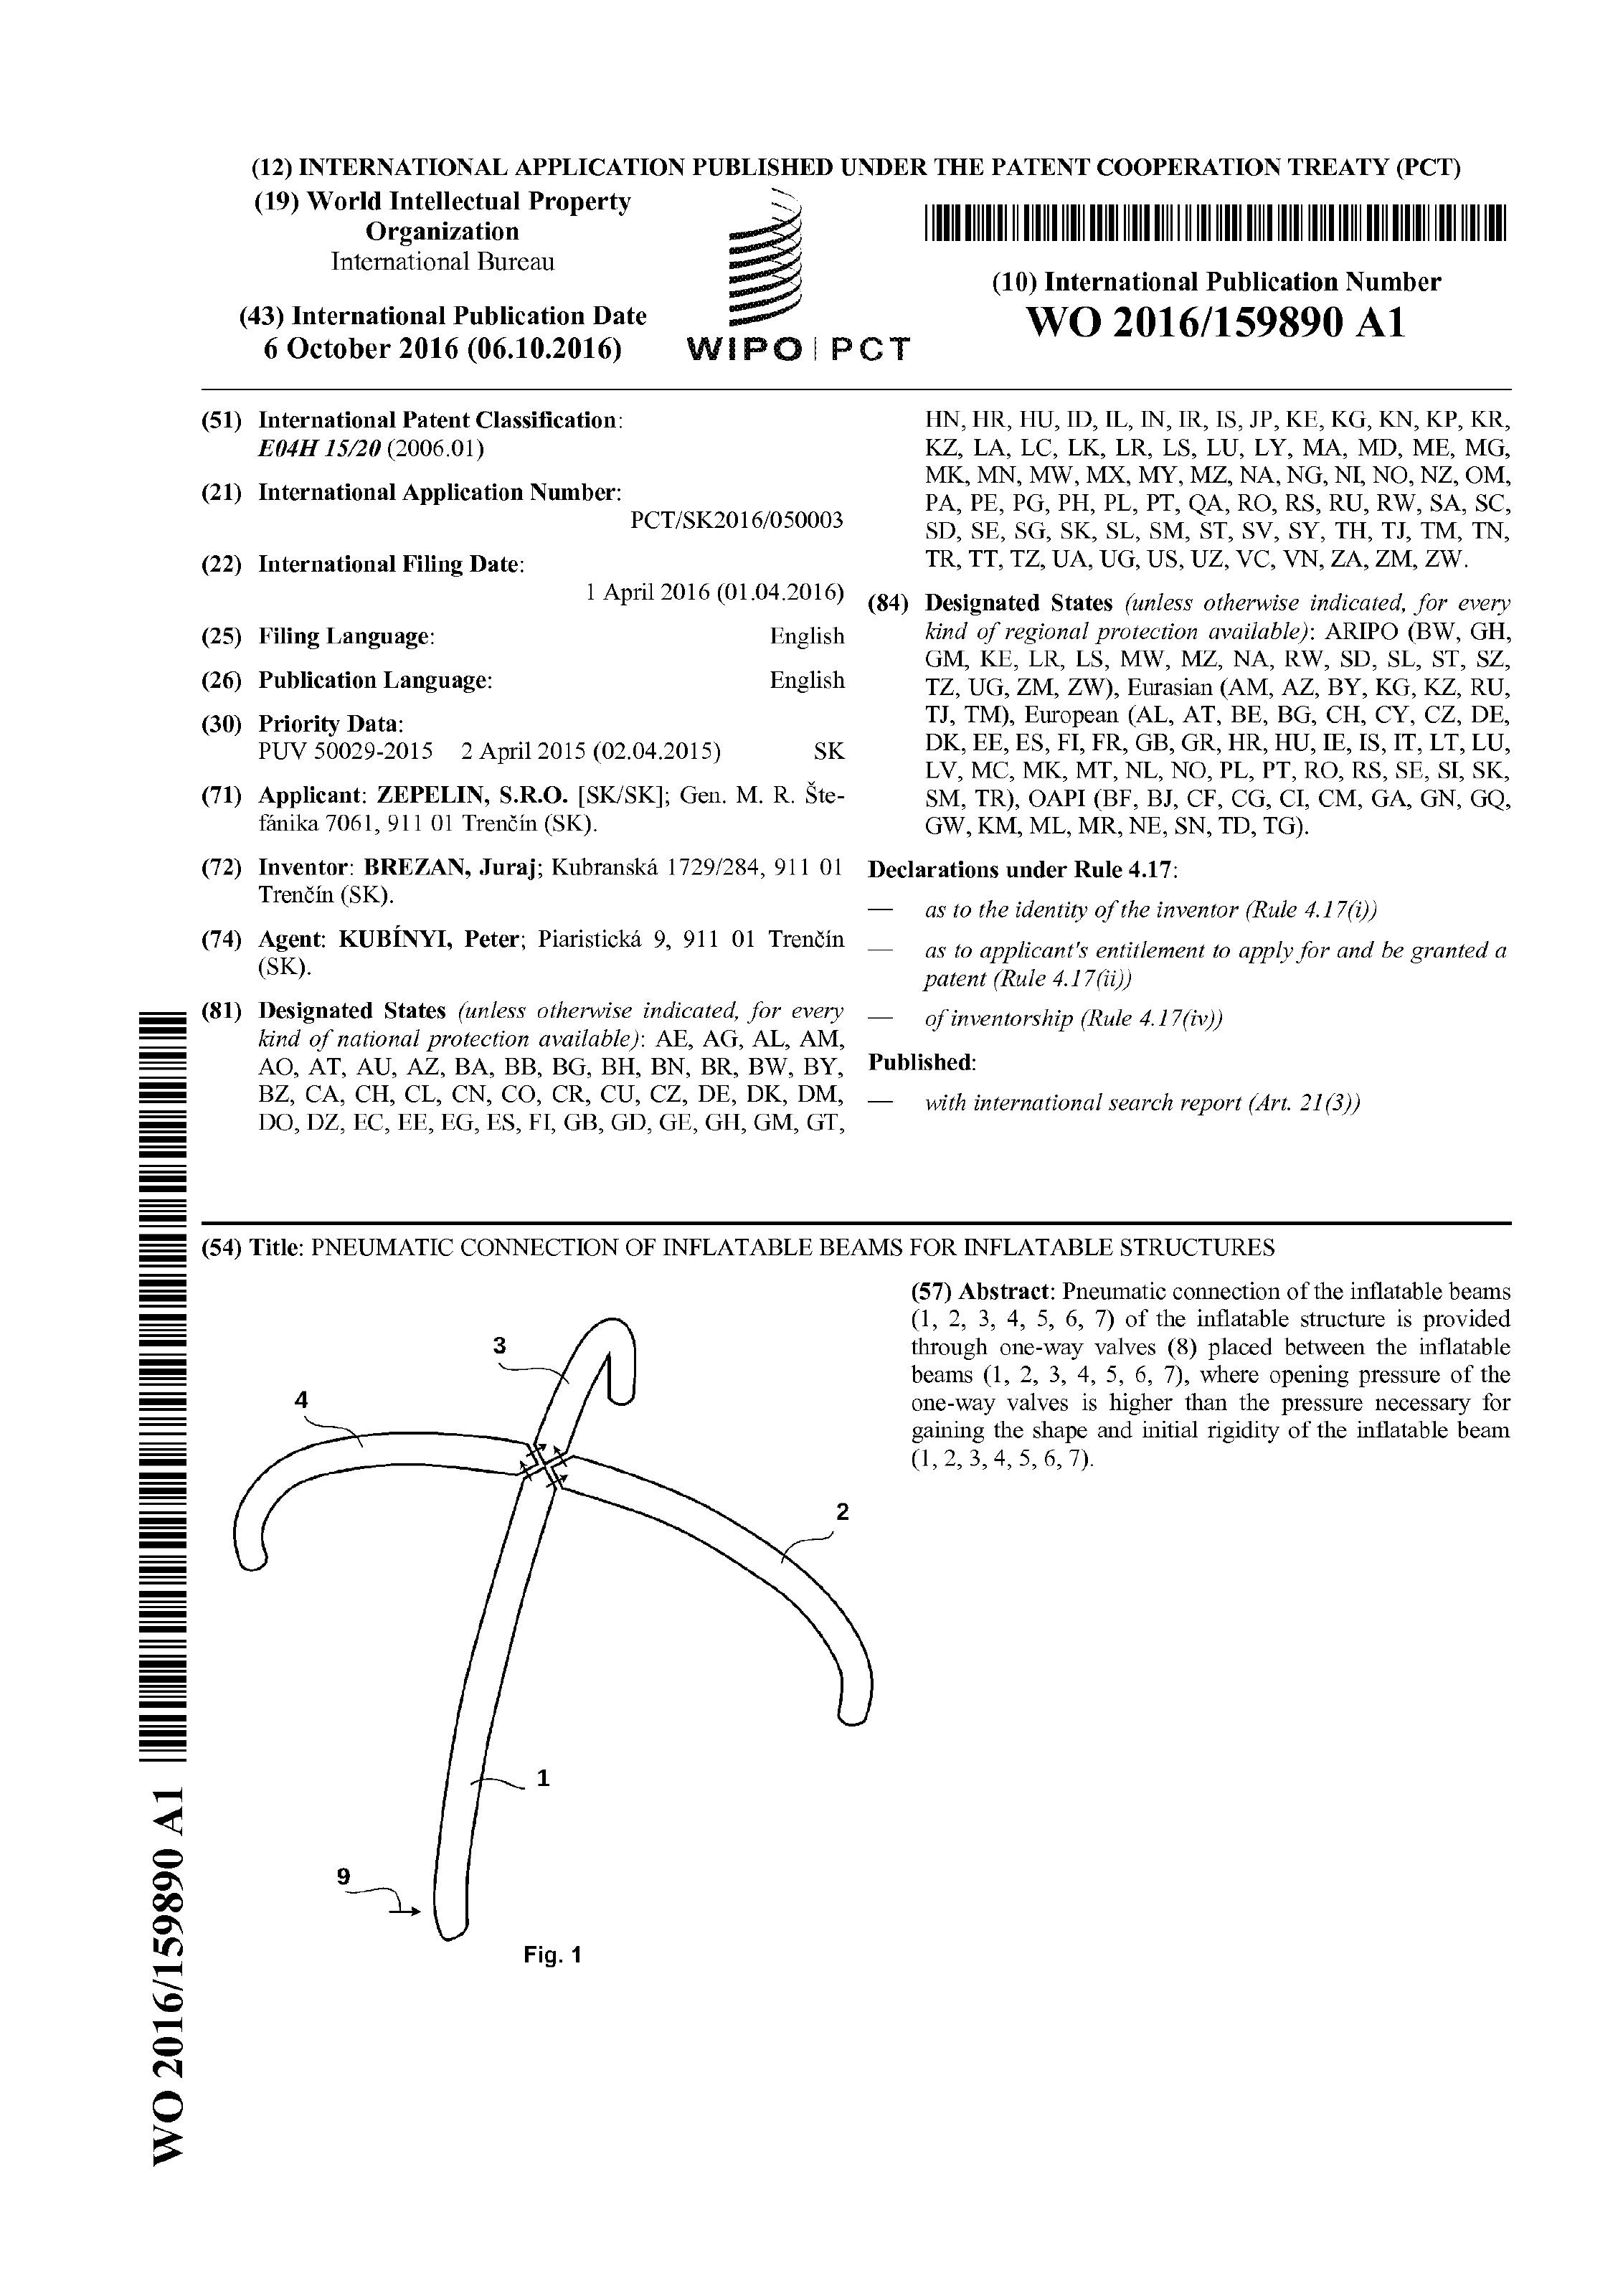 (12) INTERNATIONAL APPLICATION PUBLISHED UNDER THE PATENT COOPERATION TREATY (PCT)
(19) World Intellectual Property
Organization
International Bureau
(43) International Publication Date
6 October 2016 (06.10.2016)
WIPO | PCT
(10) International Publication Number
WO 2016/159890 A1
(51) International Patent Classification:
E04H 15/20 (2006.01)
(21) International Application Number:
PCT/SK2016/050003
(22) International Filing Date:
1 April 2016 (01.04.2016)
(25) Filing Language: English
(26) Publication Language: English
(30) Priority Data:
PUV 50029-2015 2 April 2015 (02.04.2015) SK
(71) Applicant: ZEPELIN, S.R.O. [SK/SK]; Gen. M. R. Šte-
fánika 7061, 911 01 Trenčín (SK).
(72) Inventor: BREZAN, Juraj; Kubranská 1729/284, 911 01
Trenčín (SK).
(74) Agent: KUBÍNYI, Peter; Piaristická 9, 911 01 Trenčín
(SK).
(81) Designated States (unless otherwise indicated, for every
kind of national protection available): AE, AG, AL, AM,
AO, AT, AU, AZ, BA, BB, BG, BH, BN, BR, BW, BY,
BZ, CA, CH, CL, CN, CO, CR, CU, CZ, DE, DK, DM,
DO, DZ, EC, EE, EG, ES, FI, GB, GD, GE, GH, GM, GT,
HN, HR, HU, ID, IL, IN, IR, IS, JP, KE, KG, KN, KP, KR,
KZ, LA, LC, LK, LR, LS, LU, LY, MA, MD, ME, MG,
MK, MN, MW, MX, MY, MZ, NA, NG, NI, NO, NZ, OM,
PA, PE, PG, PH, PL, PT, QA, RO, RS, RU, RW, SA, SC,
SD, SE, SG, SK, SL, SM, ST, SV, SY, TH, TJ, TM, TN,
TR, TT, TZ, UA, UG, US, UZ, VC, VN, ZA, ZM, ZW.
(84) Designated States (unless otherwise indicated, for every
kind of regional protection available): ARIPO (BW, GH,
GM, KE, LR, LS, MW, MZ, NA, RW, SD, SL, ST, SZ,
TZ, UG, ZM, ZW), Eurasian (AM, AZ, BY, KG, KZ, RU,
TJ, TM), European (AL, AT, BE, BG, CH, CY, CZ, DE,
DK, EE, ES, FI, FR, GB, GR, HR, HU, IE, IS, IT, LT, LU,
LV, MC, MK, MT, NL, NO, PL, PT, RO, RS, SE, SI, SK,
SM, TR), OAPI (BF, BJ, CF, CG, CI, CM, GA, GN, GQ,
GW, KM, ML, MR, NE, SN, TD, TG).
Declarations under Rule 4.17:
— as to the identity of the inventor (Rule 4.17(i))
— as to applicant's entitlement to apply for and be granted a
patent (Rule 4.17(ii))
— of inventorship (Rule 4.17(iv))
Published:
— with international search report (Art. 21(3))
(54) Title: PNEUMATIC CONNECTION OF INFLATABLE BEAMS FOR INFLATABLE STRUCTURES
(57) Abstract: Pneumatic connection of the inflatable beams
(1, 2, 3, 4, 5, 6, 7) of the inflatable structure is provided
through one-way valves (8) placed between the inflatable
beams (1, 2, 3, 4, 5, 6, 7), where opening pressure of the
one-way valves is higher than the pressure necessary for
gaining the shape and initial rigidity of the inflatable beam
(1, 2, 3, 4, 5, 6, 7).
3
4
2
1
9
Fig. 1
WO 2016/159890 A1